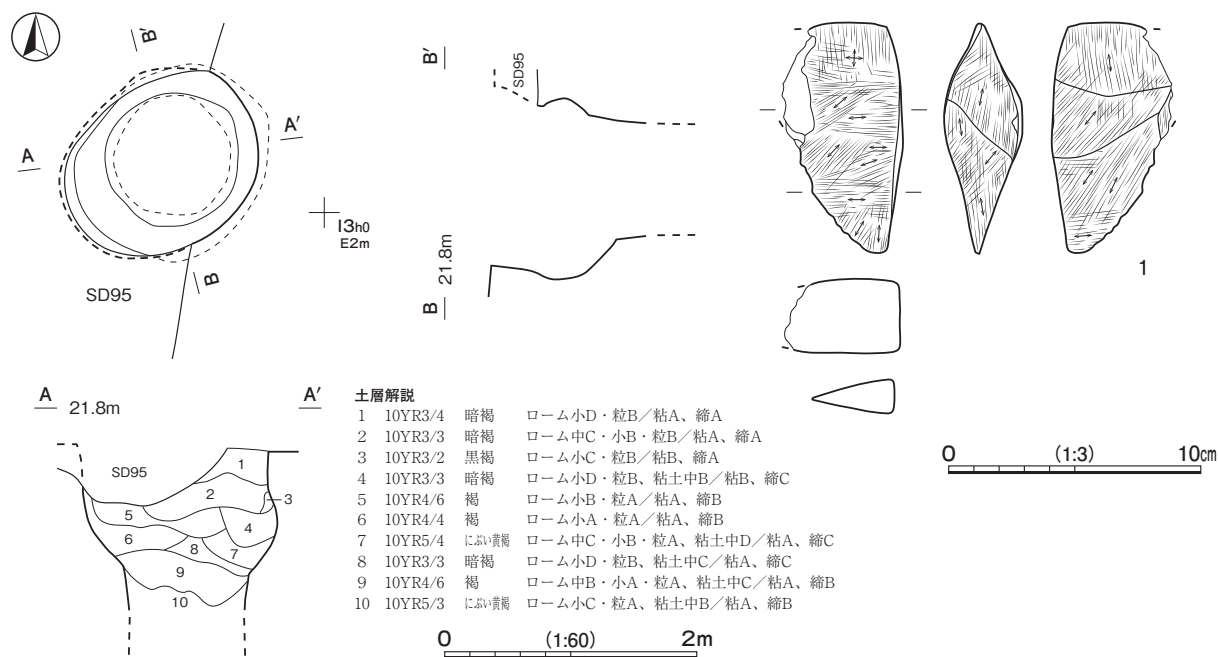 B′
A
A′
B
SD95
I3h0
E2m
B′
SD95
B 21.8m
1
A 21.8m
A′
SD95
1
2
3
4
5
6
7
8
9
10
土層解説
1 10YR3/4 暗褐 ローム小D・粒B／粘A、締A
2 10YR3/3 暗褐 ローム中C・小B・粒B／粘A、締A
3 10YR3/2 黒褐 ローム小C・粒B／粘B、締A
4 10YR3/3 暗褐 ローム小D・粒B、粘土中B／粘B、締C
5 10YR4/6 褐 ローム小B・粒A／粘A、締B
6 10YR4/4 褐 ローム小A・粒A／粘A、締B
7 10YR5/4 にぶい黄褐 ローム中C・小B・粒A、粘土中D／粘A、締C
8 10YR3/3 暗褐 ローム小D・粒B、粘土中C／粘A、締C
9 10YR4/6 褐 ローム中B・小A・粒A、粘土中C／粘A、締B
10 10YR5/3 にぶい黄褐 ローム小C・粒A、粘土中B／粘A、締B
0 (1:60) 2m
0 (1:3) 10cm